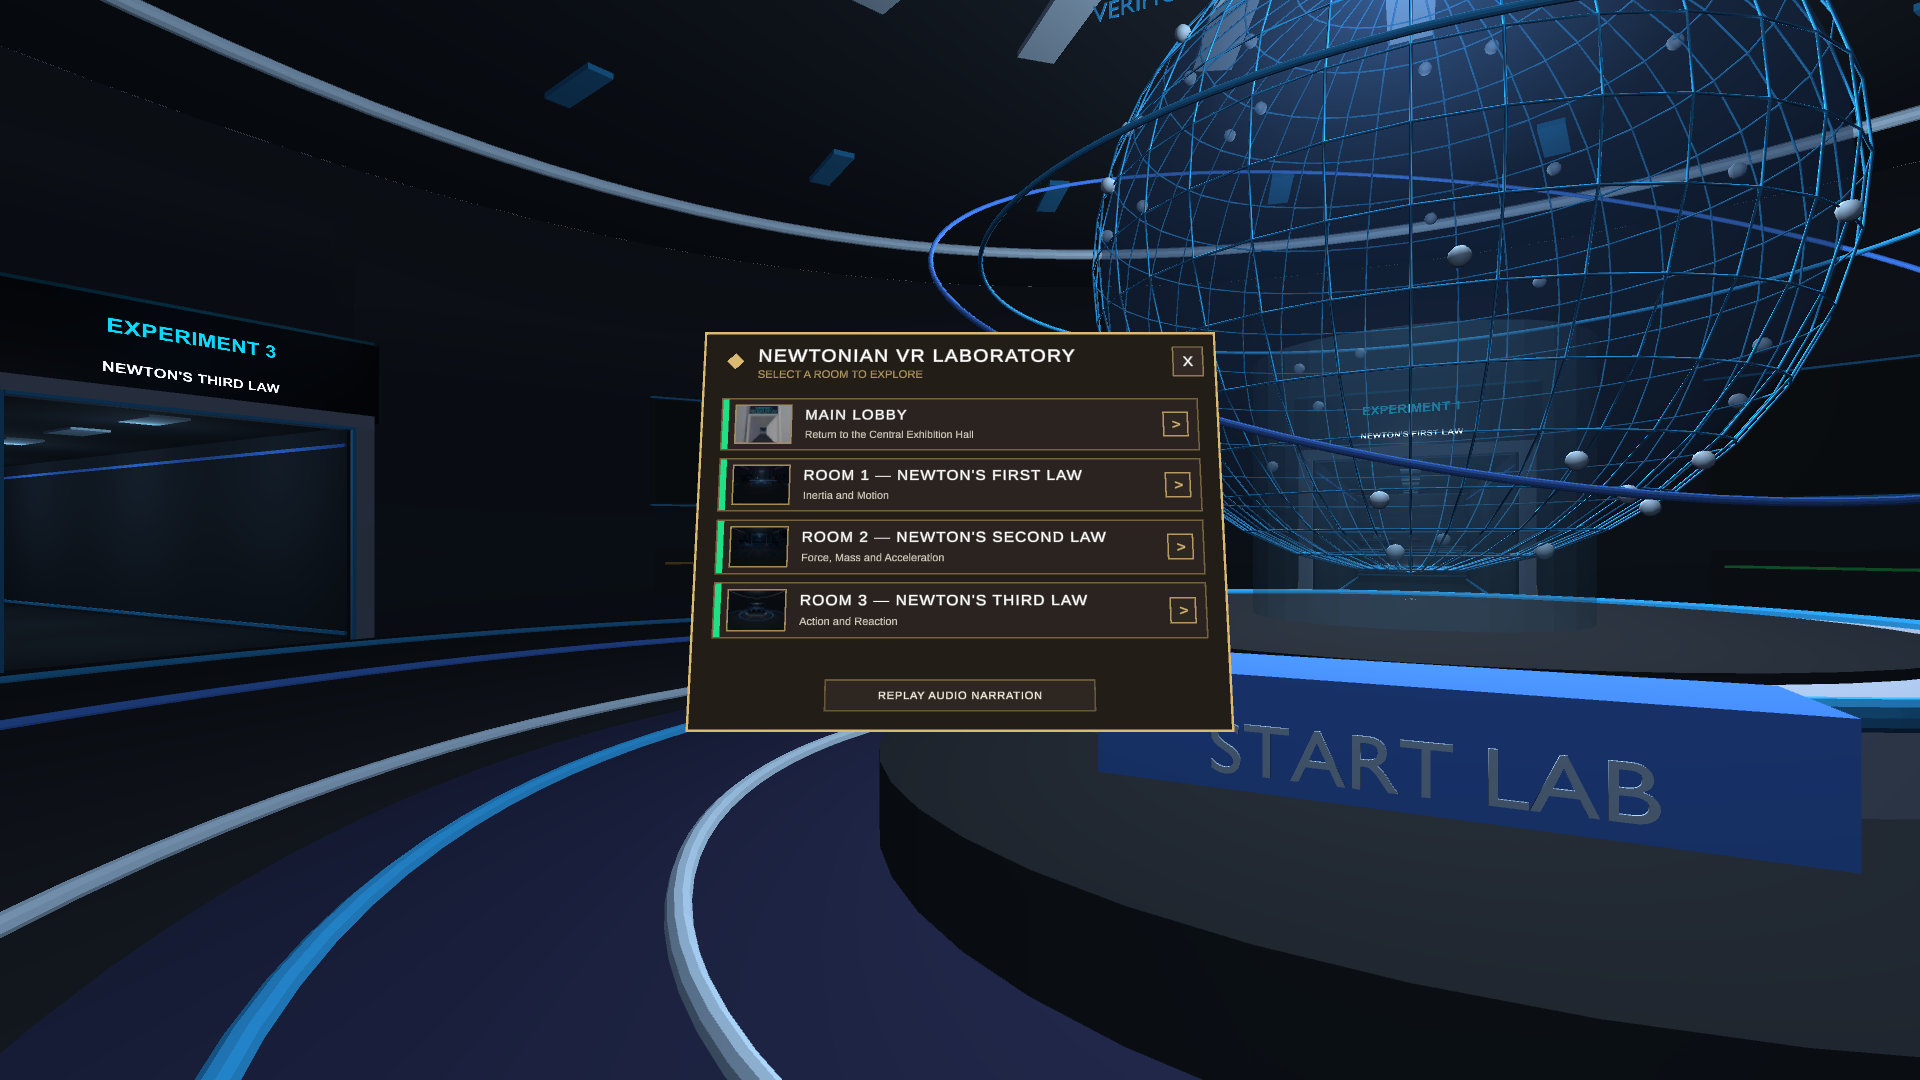 EXPERIMENT 3
NEWTON'S THIRD LAW
NEWTONIAN VR LABORATORY
SELECT A ROOM TO EXPLORE
X
MAIN LOBBY
Return to the Central Exhibition Hall
>
ROOM 1 — NEWTON'S FIRST LAW
Inertia and Motion
>
ROOM 2 — NEWTON'S SECOND LAW
Force, Mass and Acceleration
>
ROOM 3 — NEWTON'S THIRD LAW
Action and Reaction
>
REPLAY AUDIO NARRATION
EXPERIMENT 1
NEWTON'S FIRST LAW
START LAB